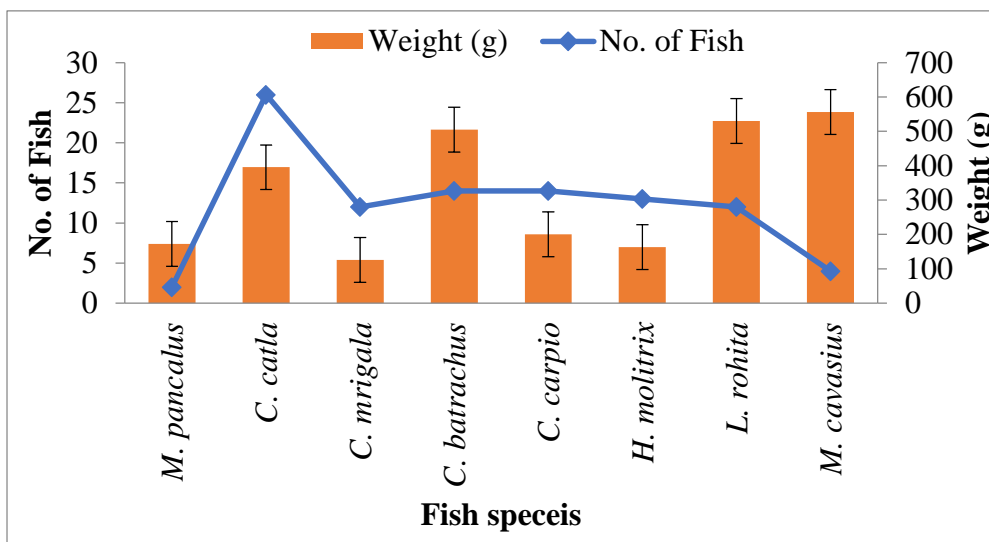 Weight (g) No. of Fish
30
25
20
15
10
5
0
No. of Fish
700
600
500
400
300
200
100
0
Weight (g)
M. pancalus
C. catla
C. mrigala
C. batrachus
C. carpio
H. molitrix
L. rohita
M. cavasius
Fish speceis